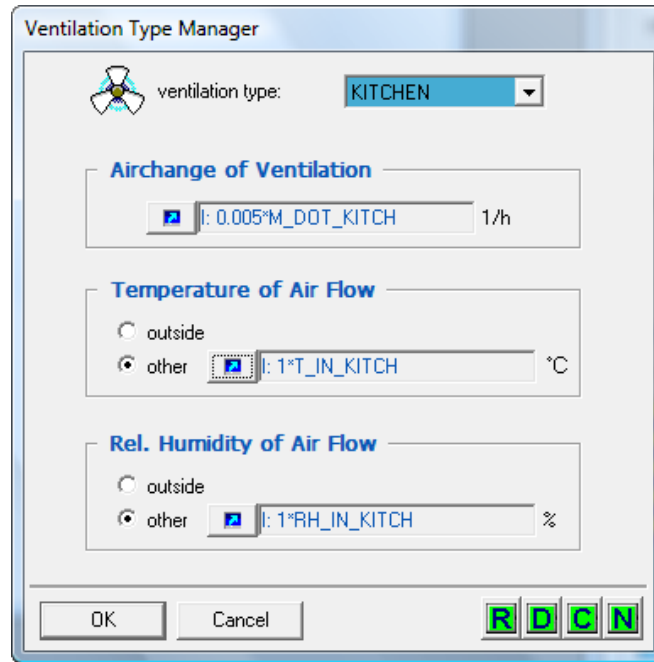 Ventilation Type Manager
ventilation type: KITCHEN
Airchange of Ventilation
I: 0.005*M_DOT_KITCH 1/h
Temperature of Air Flow
outside
other I: 1*T_IN_KITCH °C
Rel. Humidity of Air Flow
outside
other I: 1*RH_IN_KITCH %
OK Cancel R D C N